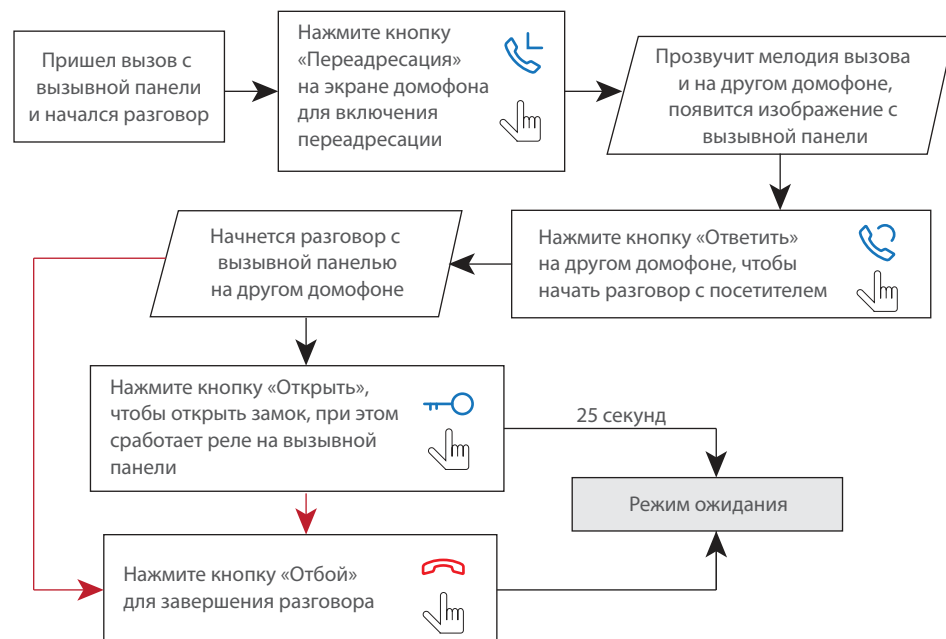 Пришел вызов с
вызывной панели
и начался разговор
Нажмите кнопку
«Переадресация»
на экране домофона
для включения
переадресации
Прозвучит мелодия вызова
и на другом домофоне,
появится изображение с
вызывной панели
Нажмите кнопку «Ответить»
на другом домофоне, чтобы
начать разговор с посетителем
Начнется разговор с
вызывной панелью
на другом домофоне
Нажмите кнопку «Открыть»,
чтобы открыть замок, при этом
сработает реле на вызывной
панели
25 секунд
Режим ожидания
Нажмите кнопку «Отбой»
для завершения разговора